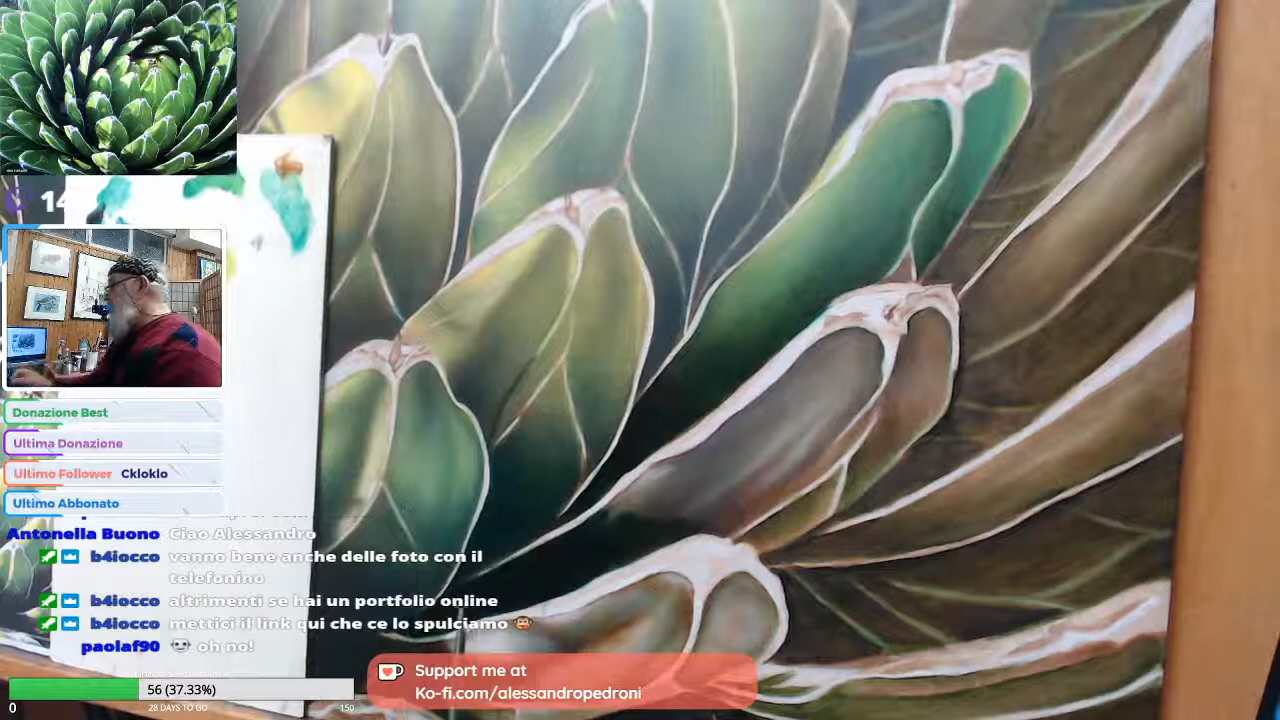 14
Donazione Best
Ultima Donazione
Ultimo Follower Ckloklo
Ultimo Abbonato
Antonella Buono Ciao Alessandro
b4iocco vanno bene anche delle foto con il
telefonino
b4iocco altrimenti se hai un portfolio online
b4iocco mettici il link qui che ce lo spulciamo
paolaf90 oh no!
Support me at
Ko-fi.com/alessandropedroni
56 (37.33%)
0 28 DAYS TO GO 150